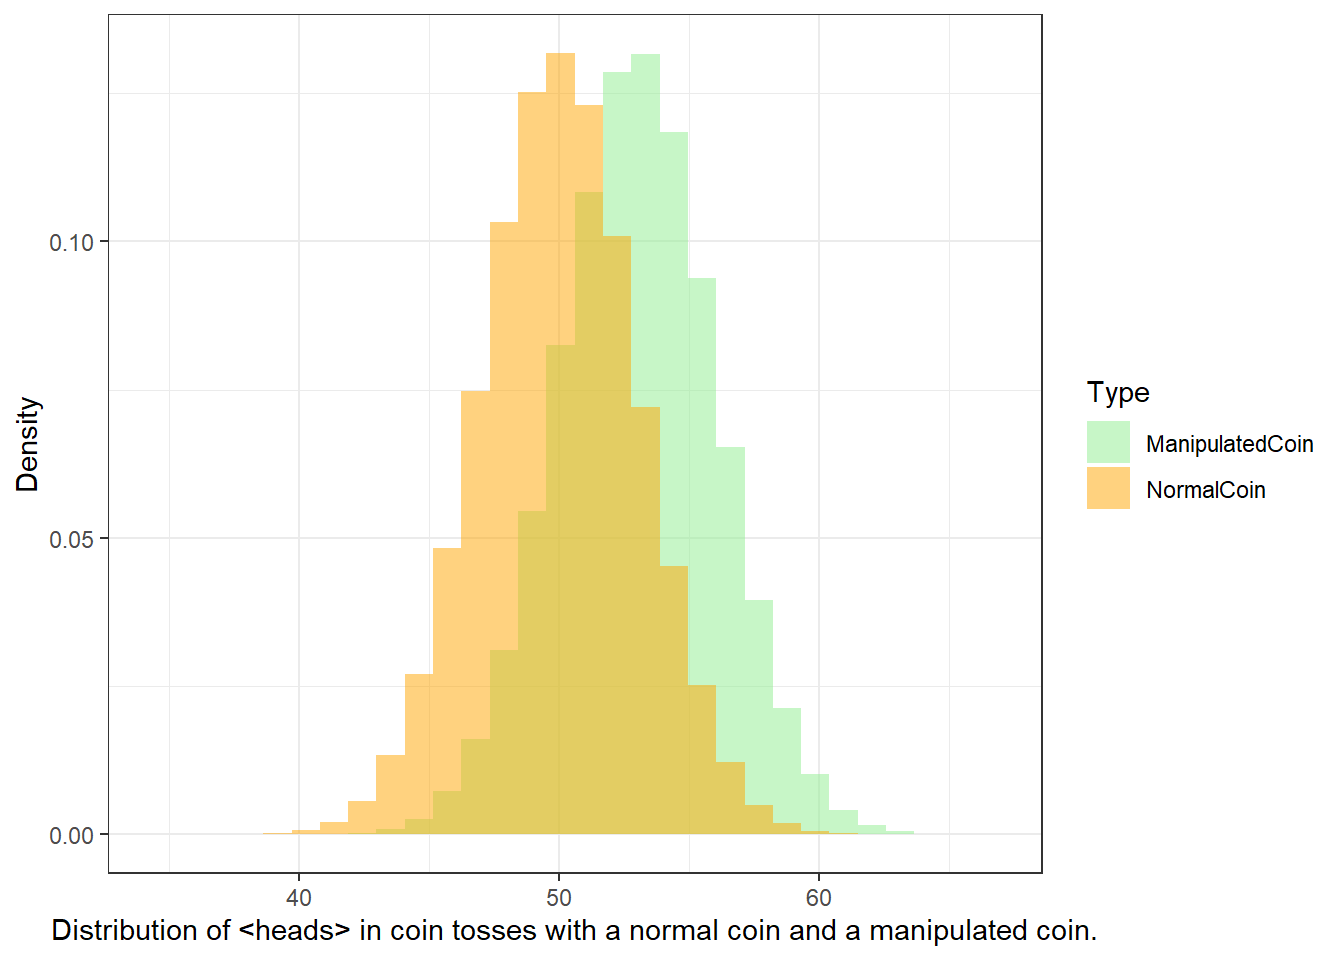 Density
0.10
0.05
0.00
40 50 60
Distribution of <heads> in coin tosses with a normal coin and a manipulated coin.
Type
ManipulatedCoin
NormalCoin